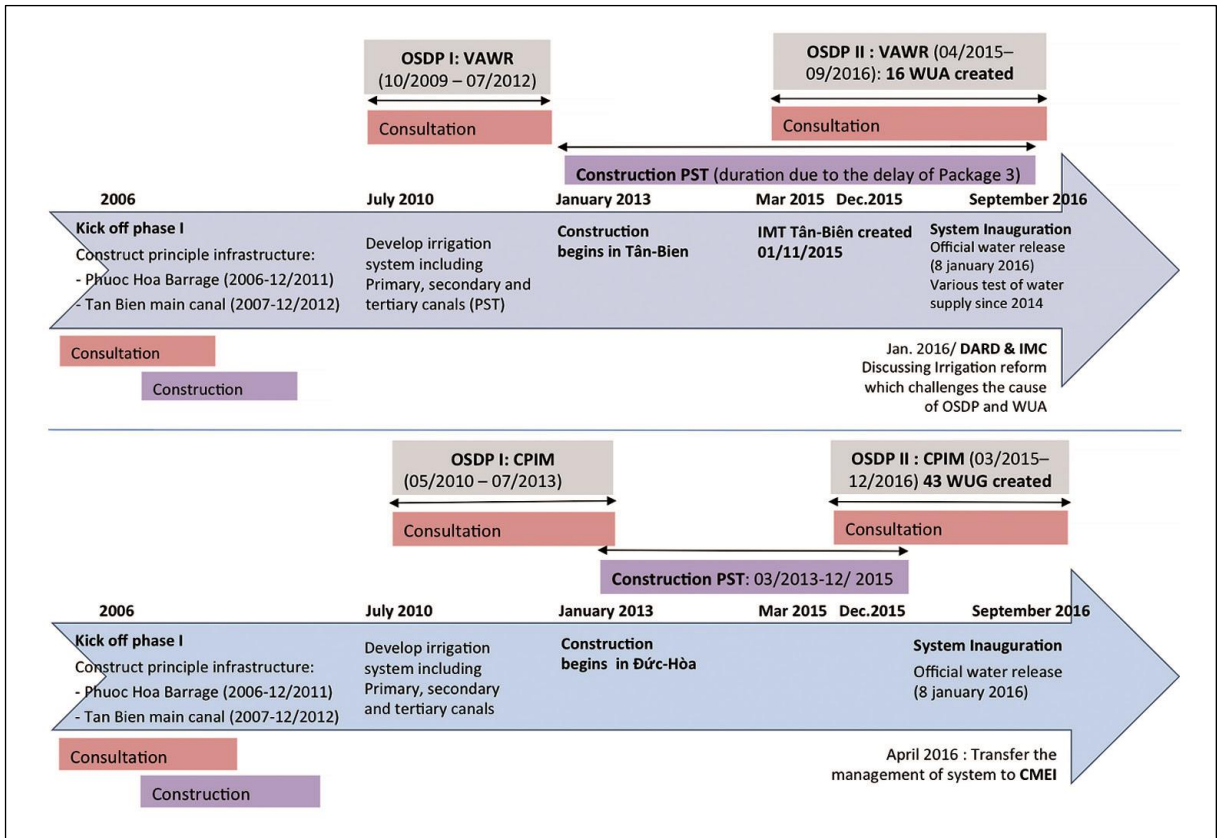 OSDP I: VAWR
(10/2009 – 07/2012)
OSDP II : VAWR (04/2015–
09/2016): 16 WUA created
Consultation
Consultation
Construction PST (duration due to the delay of Package 3)
2006
July 2010
January 2013
Mar 2015
Dec.2015
September 2016
Kick off phase I
Construct principle infrastructure:
- Phuoc Hoa Barrage (2006-12/2011)
- Tan Bien main canal (2007-12/2012)
Develop irrigation
system including
Primary, secondary and
tertiary canals (PST)
Construction
begins in Tân-Bien
IMT Tân-Biên created
01/11/2015
System Inauguration
Official water release
(8 january 2016)
Various test of water
supply since 2014
Consultation
Construction
Jan. 2016/ DARD & IMC
Discussing Irrigation reform
which challenges the cause
of OSDP and WUA
OSDP I: CPIM
(05/2010 – 07/2013)
OSDP II : CPIM (03/2015–
12/2016) 43 WUG created
Consultation
Consultation
Construction PST: 03/2013-12/ 2015
2006
July 2010
January 2013
Mar 2015
Dec.2015
September 2016
Kick off phase I
Construct principle infrastructure:
- Phuoc Hoa Barrage (2006-12/2011)
- Tan Bien main canal (2007-12/2012)
Develop irrigation
system including
Primary, secondary
and tertiary canals
Construction
begins in Đức-Hòa
System Inauguration
Official water release
(8 january 2016)
Consultation
Construction
April 2016 : Transfer the
management of system to CMEI